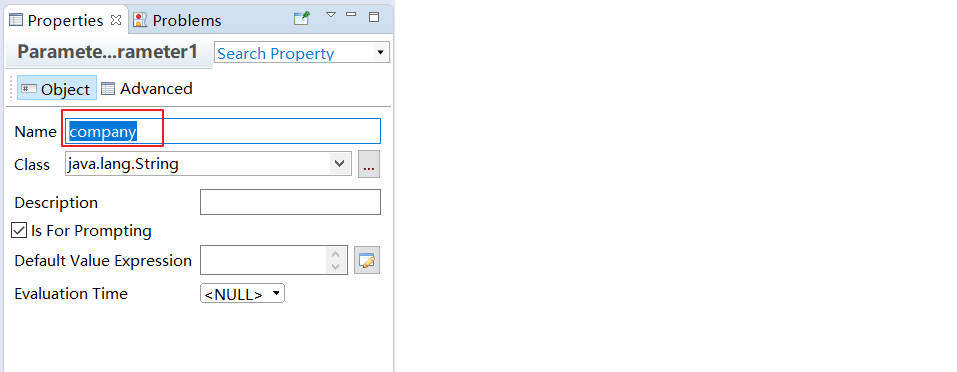 Properties Problems
Paramete...rameter1 Search Property
Object Advanced
Name company
Class java.lang.String ...
Description
Is For Prompting
Default Value Expression
Evaluation Time <NULL>